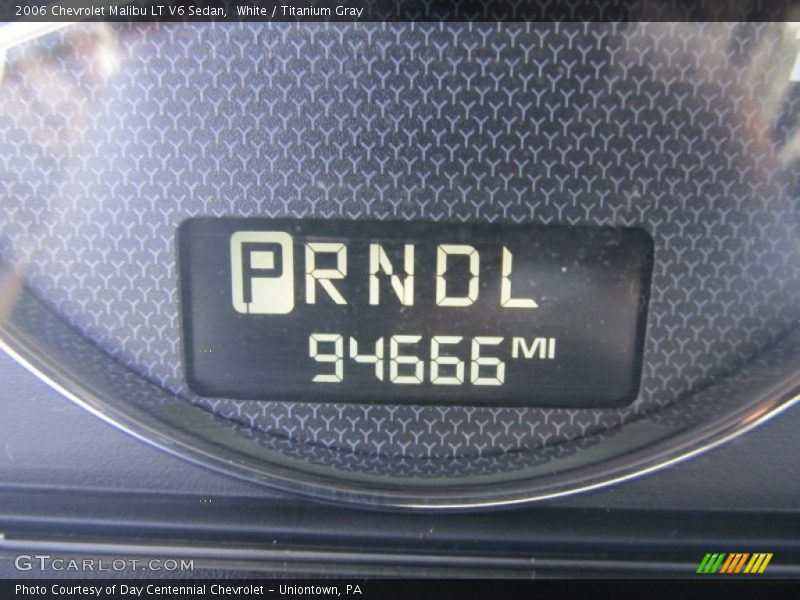 2006 Chevrolet Malibu LT V6 Sedan,  White / Titanium Gray
PRNDL
94666 MI
GTCARLOT.COM
Photo Courtesy of Day Centennial Chevrolet - Uniontown, PA